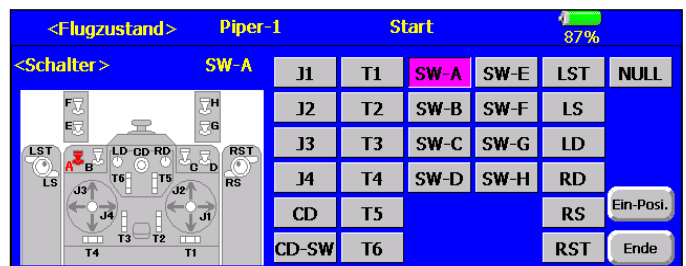 <Flugzustand> Piper-1 Start 87%
<Schalter> SW-A
J1 T1 SW-A SW-E LST NULL
J2 T2 SW-B SW-F LS
J3 T3 SW-C SW-G LD
J4 T4 SW-D SW-H RD
CD T5 RS Ein-Posi.
CD-SW T6 RST Ende
F H
E G
LST LD CD RD RST
A B C D
LS T6 T5 RS
J3 J2
J4 J1
T3 T2
T4 T1